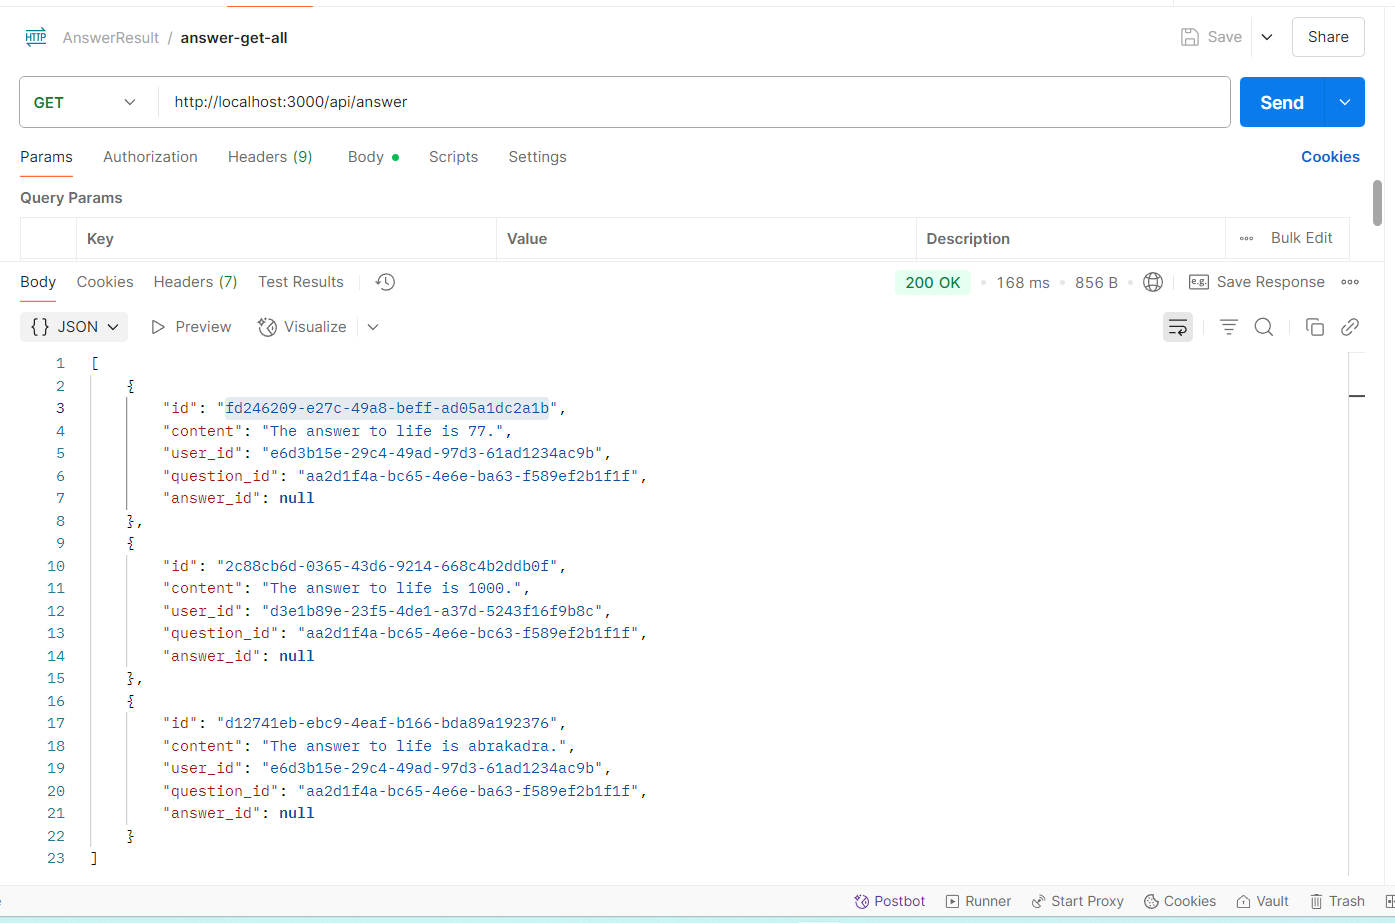 HTTP AnswerResult / answer-get-all Save Share
GET http://localhost:3000/api/answer Send
Params Authorization Headers (9) Body Scripts Settings Cookies
Query Params
Key Value Description Bulk Edit
Body Cookies Headers (7) Test Results 200 OK 168 ms 856 B e.g. Save Response
{} JSON Preview Visualize
1 [
2 {
3 "id": "fd246209-e27c-49a8-beff-ad05a1dc2a1b",
4 "content": "The answer to life is 77.",
5 "user_id": "e6d3b15e-29c4-49ad-97d3-61ad1234ac9b",
6 "question_id": "aa2d1f4a-bc65-4e6e-ba63-f589ef2b1f1f",
7 "answer_id": null
8 },
9 {
10 "id": "2c88cb6d-0365-43d6-9214-668c4b2ddb0f",
11 "content": "The answer to life is 1000.",
12 "user_id": "d3e1b89e-23f5-4de1-a37d-5243f16f9b8c",
13 "question_id": "aa2d1f4a-bc65-4e6e-bc63-f589ef2b1f1f",
14 "answer_id": null
15 },
16 {
17 "id": "d12741eb-ebc9-4eaf-b166-bda89a192376",
18 "content": "The answer to life is abrakadra.",
19 "user_id": "e6d3b15e-29c4-49ad-97d3-61ad1234ac9b",
20 "question_id": "aa2d1f4a-bc65-4e6e-ba63-f589ef2b1f1f",
21 "answer_id": null
22 }
23 ]
Postbot Runner Start Proxy Cookies Vault Trash